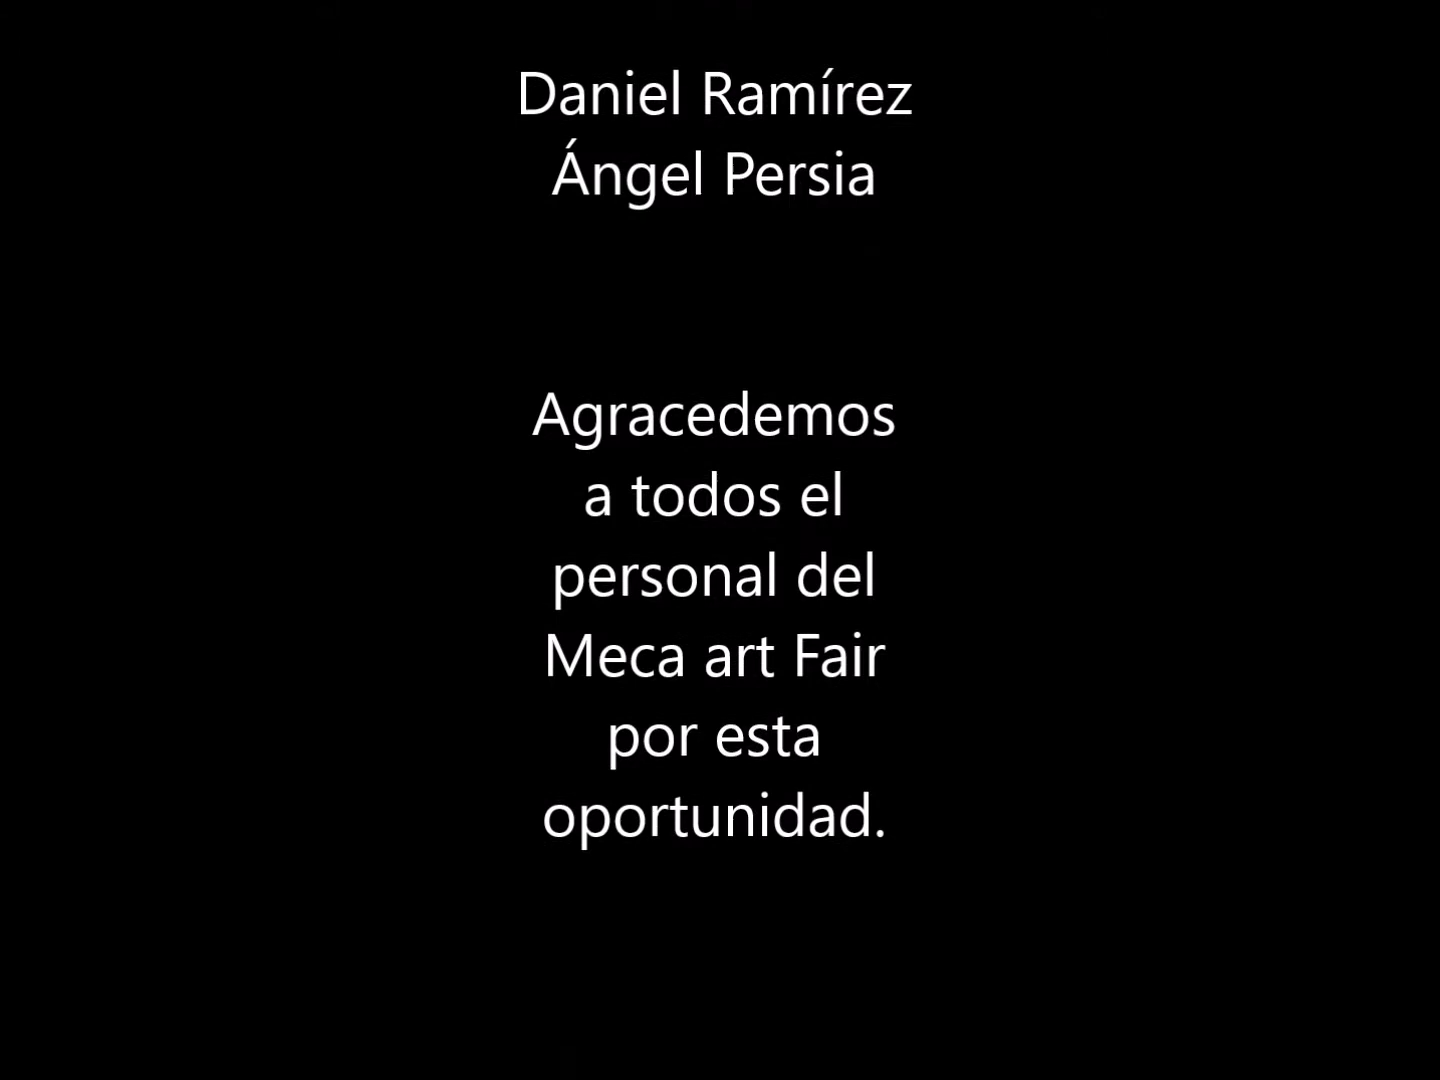 Daniel Ramírez
Ángel Persia
Agracedemos
a todos el
personal del
Meca art Fair
por esta
oportunidad.